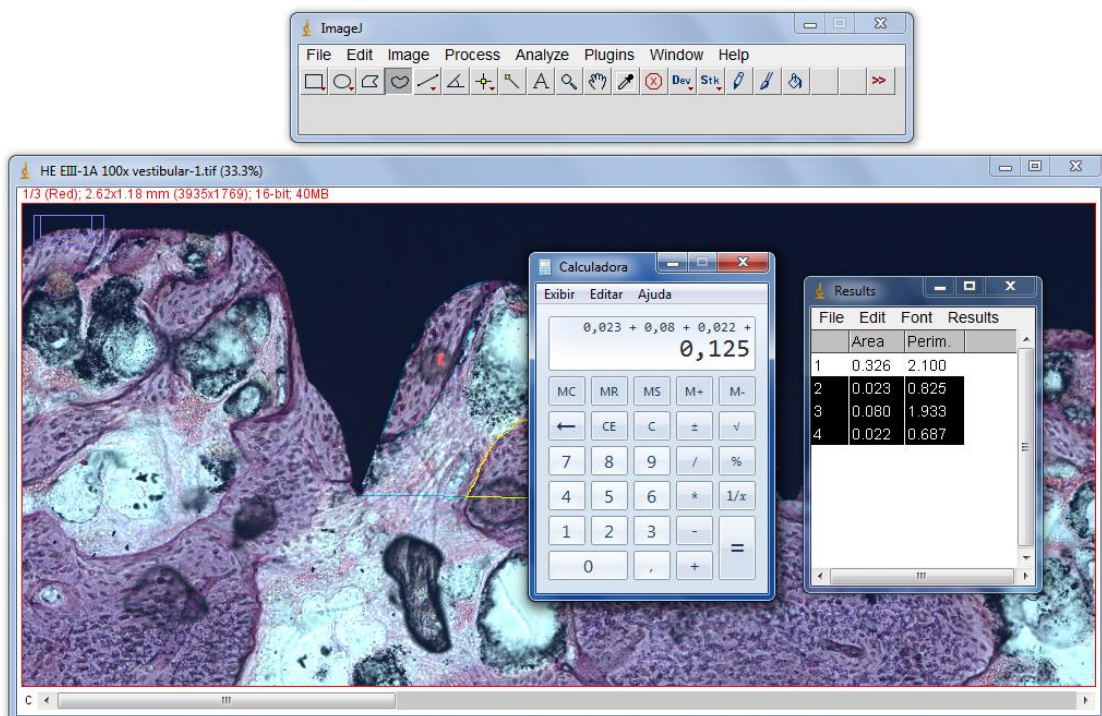 ImageJ
File Edit Image Process Analyze Plugins Window Help
A Dev Stk >>
HE EIII-1A 100x vestibular-1.tif (33.3%)
1/3 (Red); 2.62x1.18 mm (3935x1769); 16-bit; 40MB
E
Calculadora
Exibir Editar Ajuda
0,023 + 0,08 + 0,022 +
0,125
MC MR MS M+ M-
← CE C ± √
7 8 9 / %
4 5 6 * 1/x
1 2 3 - =
0 , +
Results
File Edit Font Results
Area Perim.
1 0.326 2.100
2 0.023 0.825
3 0.080 1.933
4 0.022 0.687
C